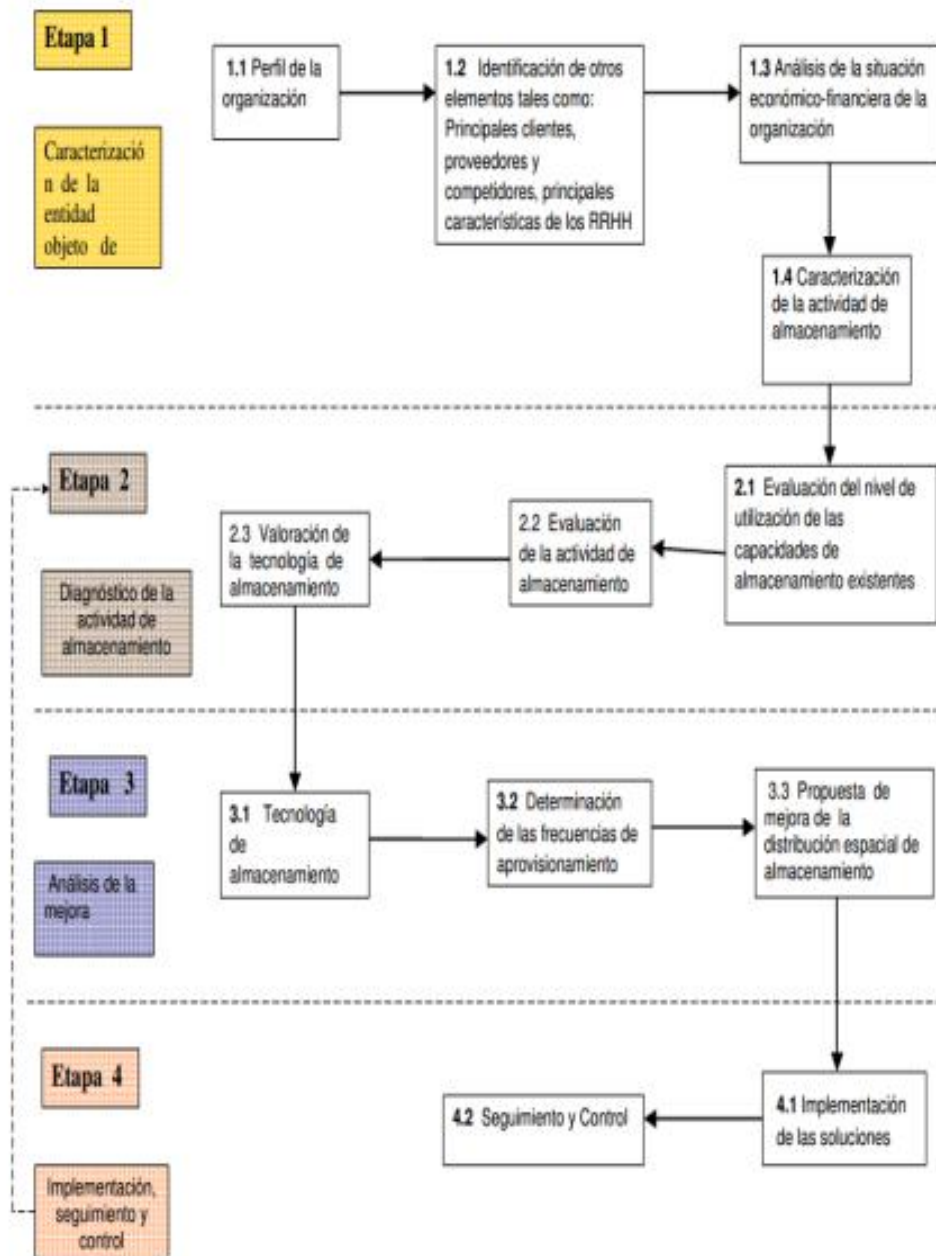 Etapa 1
1.1 Perfil de la
organización
1.2 Identificación de otros
elementos tales como:
Principales clientes,
proveedores y
competidores, principales
características de los RRHH
1.3 Análisis de la situación
económico-financiera de la
organización
Caracterizació
n de la
entidad
objeto de
1.4 Caracterización
de la actividad de
almacenamiento
Etapa 2
2.1 Evaluación del nivel de
utilización de las
capacidades de
almacenamiento existentes
2.2 Evaluación
de la actividad de
almacenamiento
2.3 Valoración de
la tecnología de
almacenamiento
Diagnóstico de la
actividad de
almacenamiento
Etapa 3
3.1 Tecnología
de
almacenamiento
3.2 Determinación
de las frecuencias de
aprovisionamiento
3.3 Propuesta de
mejora de la
distribución espacial de
almacenamiento
Análisis de la
mejora
Etapa 4
4.1 Implementación
de las soluciones
4.2 Seguimiento y Control
Implementación,
seguimiento y
control